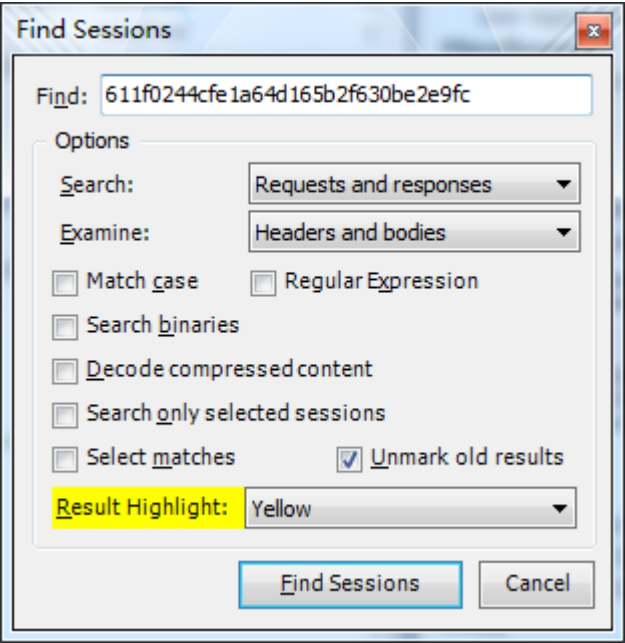 Find Sessions
Find: 611f0244cfe1a64d165b2f630be2e9fc
Options
Search: Requests and responses
Examine: Headers and bodies
Match case Regular Expression
Search binaries
Decode compressed content
Search only selected sessions
Select matches Unmark old results
Result Highlight: Yellow
Find Sessions Cancel